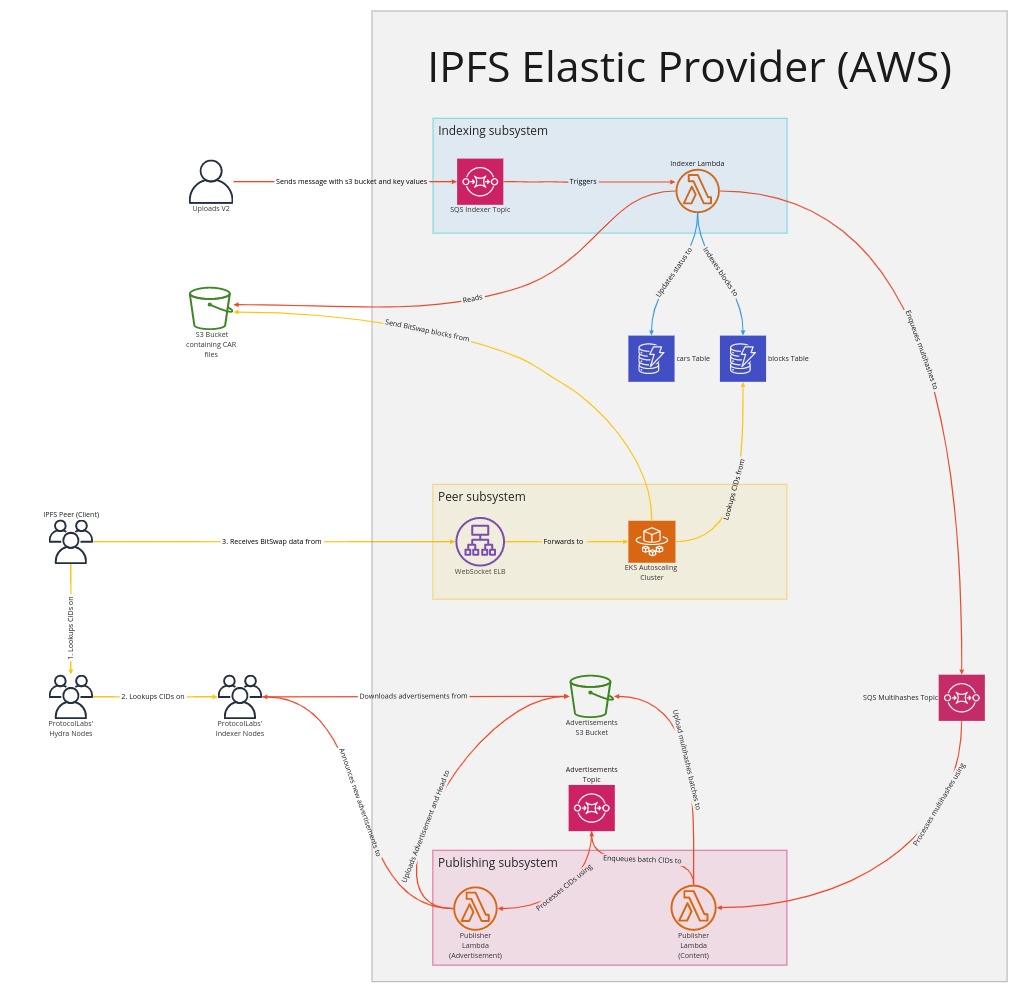 IPFS Elastic Provider (AWS)
Indexing subsystem
Indexer Lambda
Sends message with s3 bucket and key values
Triggers
Uploads V2
SQS Indexer Topic
Updates status to
Indexes blocks to
Reads
Enqueues multihashes to
Send BitSwap blocks from
S3 Bucket
containing CAR
files
cars Table
blocks Table
Lookups CIDs from
Peer subsystem
IPFS Peer (Client)
3. Receives BitSwap data from
Forwards to
WebSocket ELB
EKS Autoscaling
Cluster
1. Lookups CIDs on
2. Lookups CIDs on
ProtocolLabs'
Hydra Nodes
ProtocolLabs'
Indexer Nodes
Downloads advertisements from
Advertisements
S3 Bucket
SQS Multihashes Topic
Upload multihashes batches to
Announces new advertisements to
Uploads Advertisement and Head to
Advertisements
Topic
Processes multihashes using
Publishing subsystem
Enqueues batch CIDs to
Processes CIDs using
Publisher
Lambda
(Advertisement)
Publisher
Lambda
(Content)